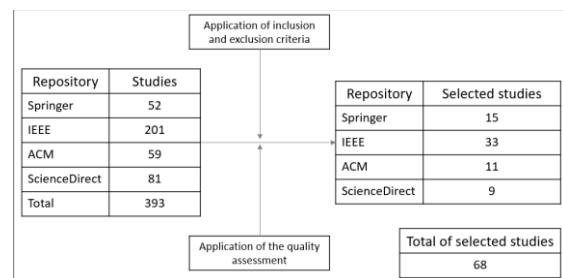 Application of inclusion
and exclusion criteria
Repository Studies
Springer 52
IEEE 201
ACM 59
ScienceDirect 81
Total 393
Repository Selected studies
Springer 15
IEEE 33
ACM 11
ScienceDirect 9
Application of the quality
assessment
Total of selected studies
68